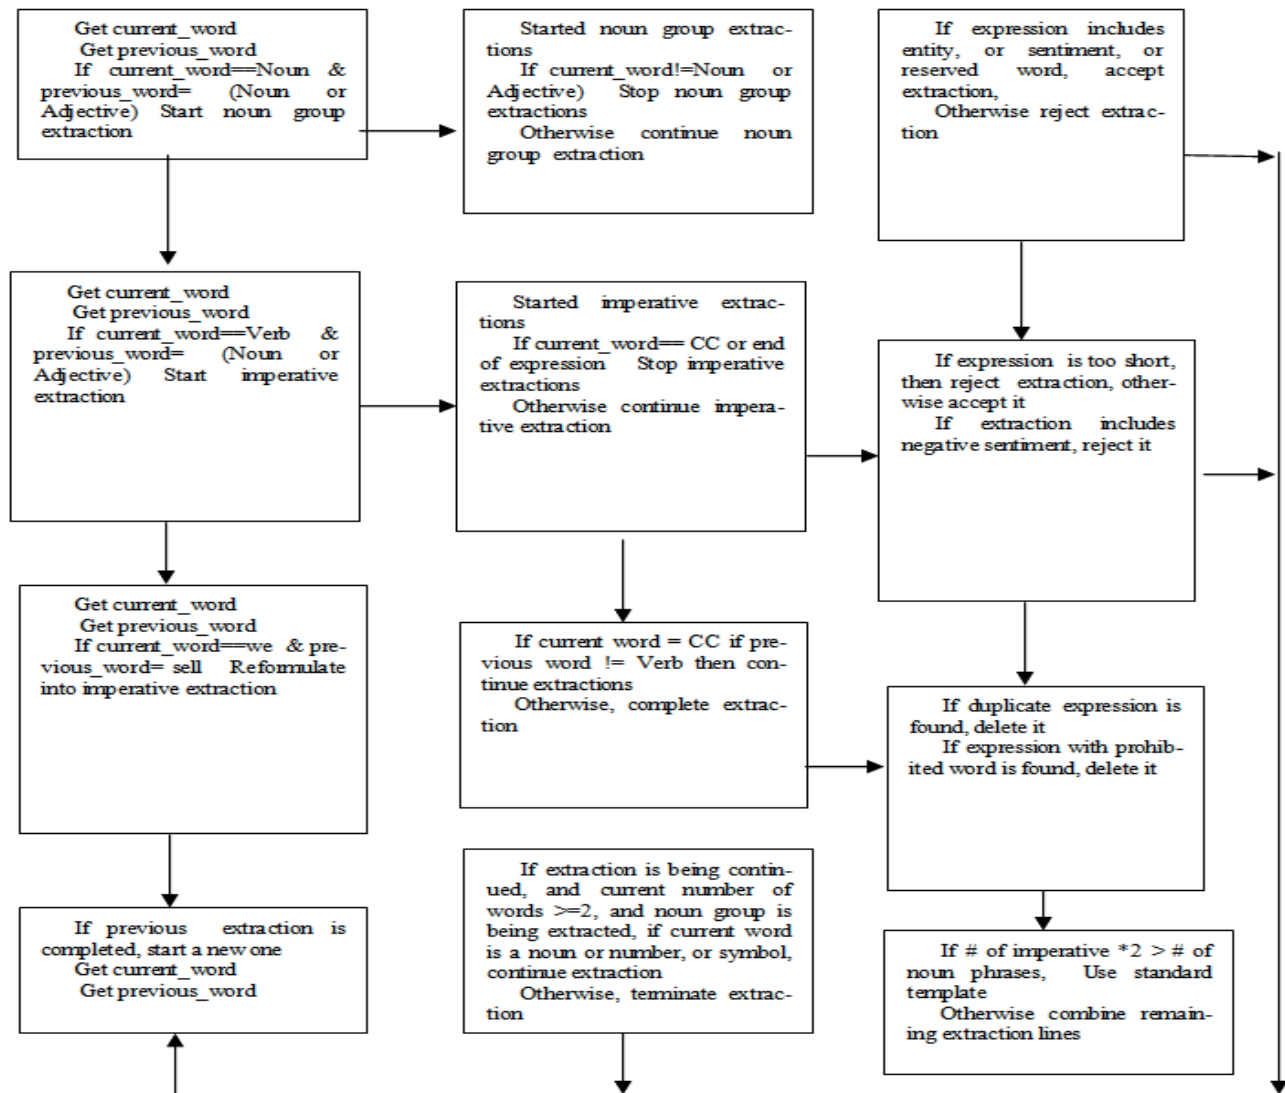 Get current_word
Get previous_word
If current_word==Noun &
previous_word= (Noun or
Adjective) Start noun group
extraction
Started noun group extrac-
tions
If current_word!=Noun or
Adjective) Stop noun group
extractions
Otherwise continue noun
group extraction
If expression includes
entity, or sentiment, or
reserved word, accept
extraction,
Otherwise reject extrac-
tion
Get current_word
Get previous_word
If current_word==Verb &
previous_word= (Noun or
Adjective) Start imperative
extraction
Started imperative extrac-
tions
If current_word== CC or end
of expression Stop imperative
extractions
Otherwise continue impera-
tive extraction
If expression is too short,
then reject extraction, other-
wise accept it
If extraction includes
negative sentiment, reject it
Get current_word
Get previous_word
If current_word==we & pre-
vious_word= sell Reformulate
into imperative extraction
If current word = CC if pre-
vious word != Verb then con-
tinue extractions
Otherwise, complete extrac-
tion
If duplicate expression is
found, delete it
If expression with prohib-
ited word is found, delete it
If previous extraction is
completed, start a new one
Get current_word
Get previous_word
If extraction is being contin-
ued, and current number of
words >=2, and noun group is
being extracted, if current word
is a noun or number, or symbol,
continue extraction
Otherwise, terminate extrac-
tion
If # of imperative *2 > # of
noun phrases, Use standard
template
Otherwise combine remain-
ing extraction lines